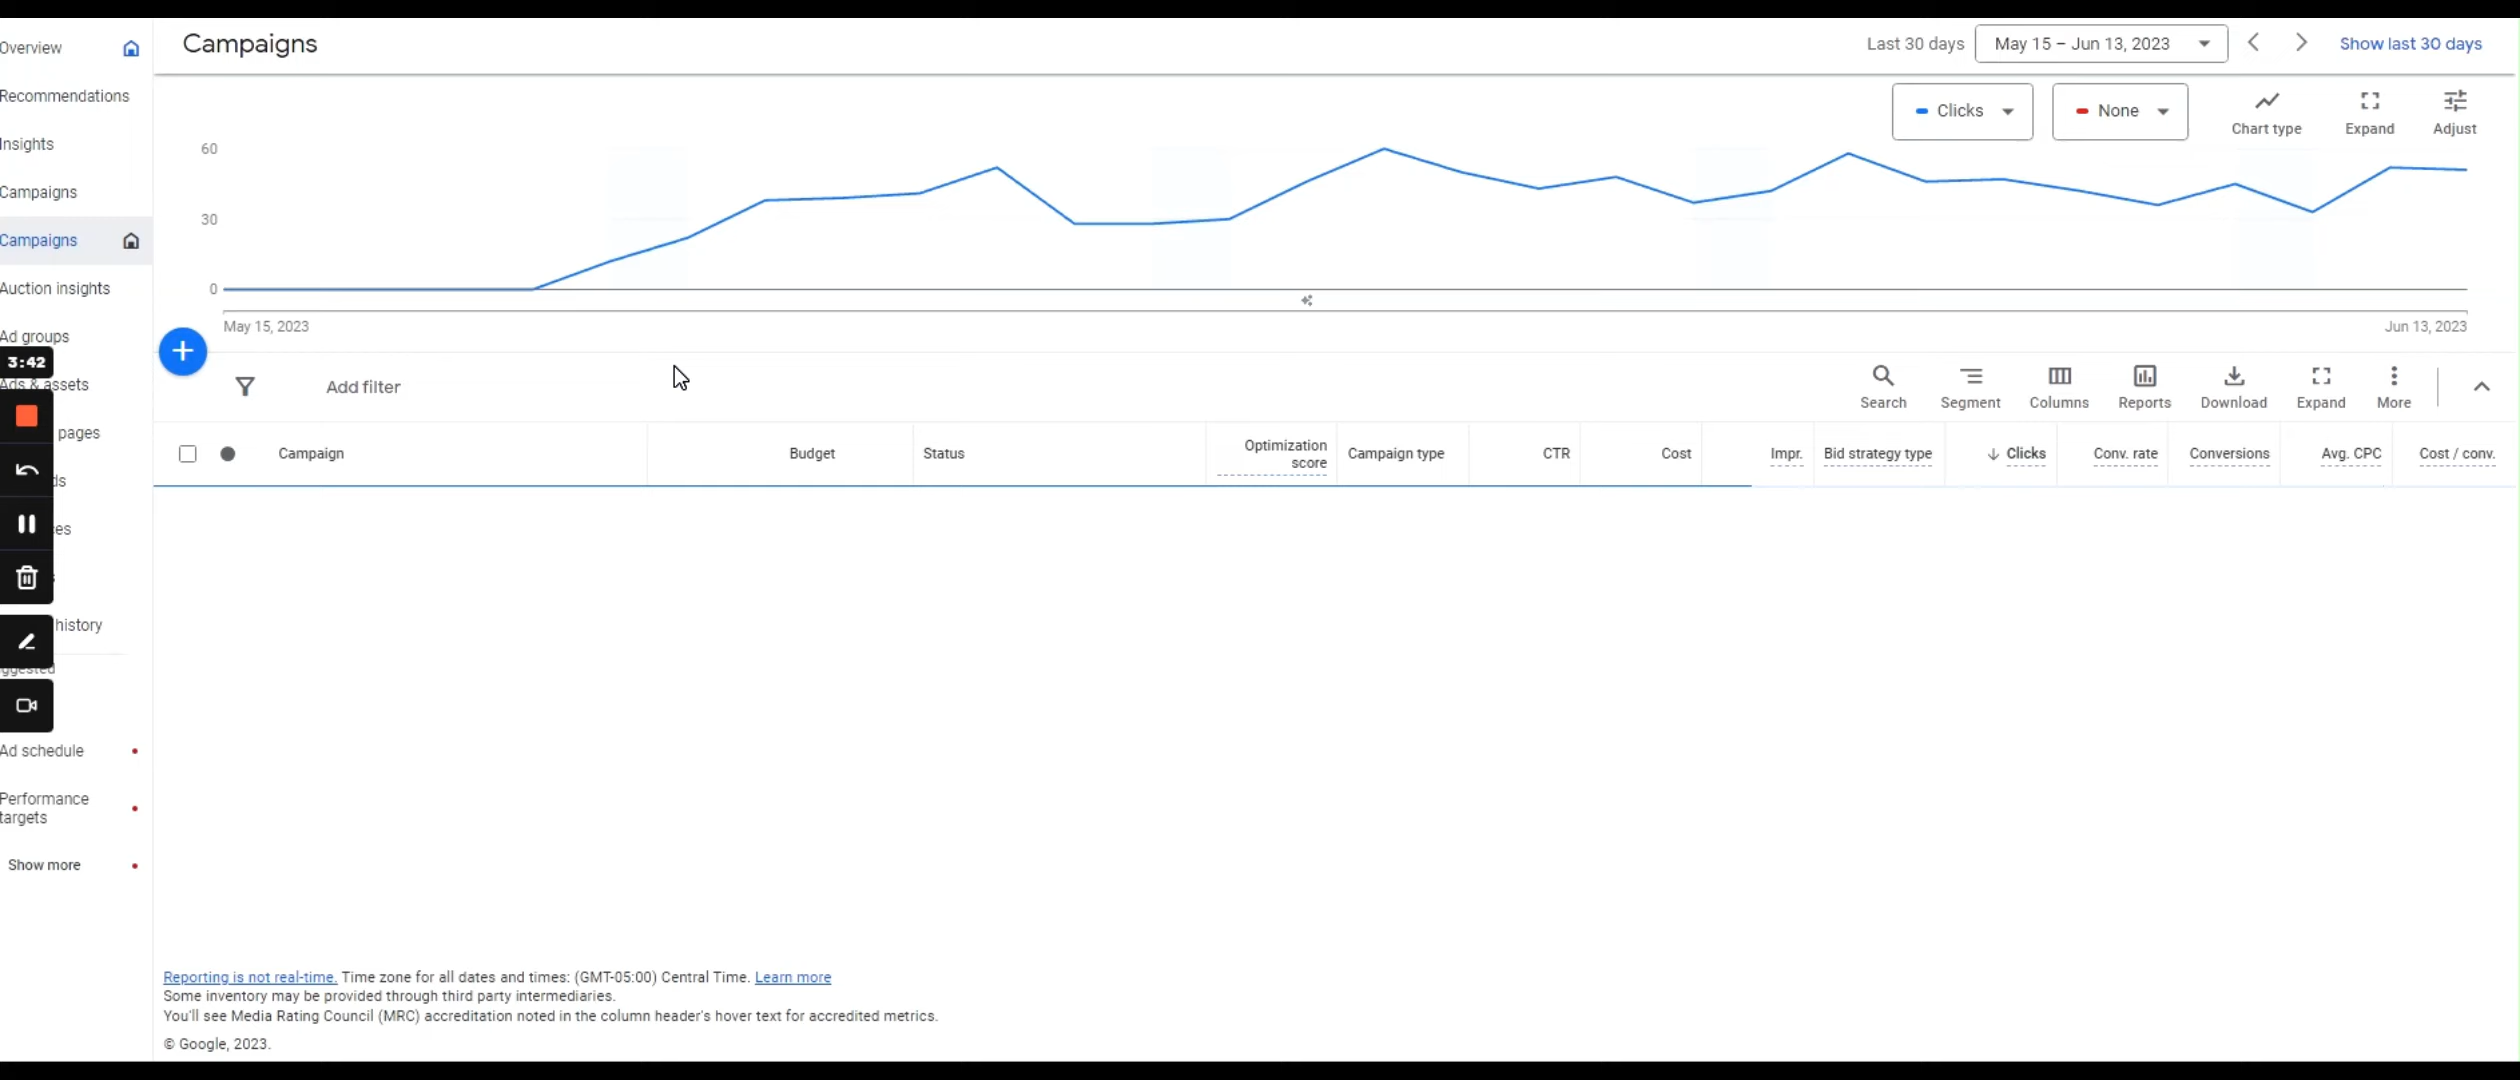 Overview
Recommendations
Insights
Campaigns
Campaigns
Auction insights
Ad groups
3:42
Ads & assets
pages
ds
es
history
ggested
Ad schedule
Performance
targets
Show more
Campaigns
Last 30 days
May 15 – Jun 13, 2023
Show last 30 days
Clicks
None
Chart type
Expand
Adjust
60
30
0
May 15, 2023
Jun 13, 2023
Add filter
Search
Segment
Columns
Reports
Download
Expand
More
Campaign
Budget
Status
Optimization
score
Campaign type
CTR
Cost
Impr.
Bid strategy type
Clicks
Conv. rate
Conversions
Avg. CPC
Cost / conv.
Reporting is not real-time. Time zone for all dates and times: (GMT-05:00) Central Time. Learn more
Some inventory may be provided through third party intermediaries.
You'll see Media Rating Council (MRC) accreditation noted in the column header's hover text for accredited metrics.
© Google, 2023.